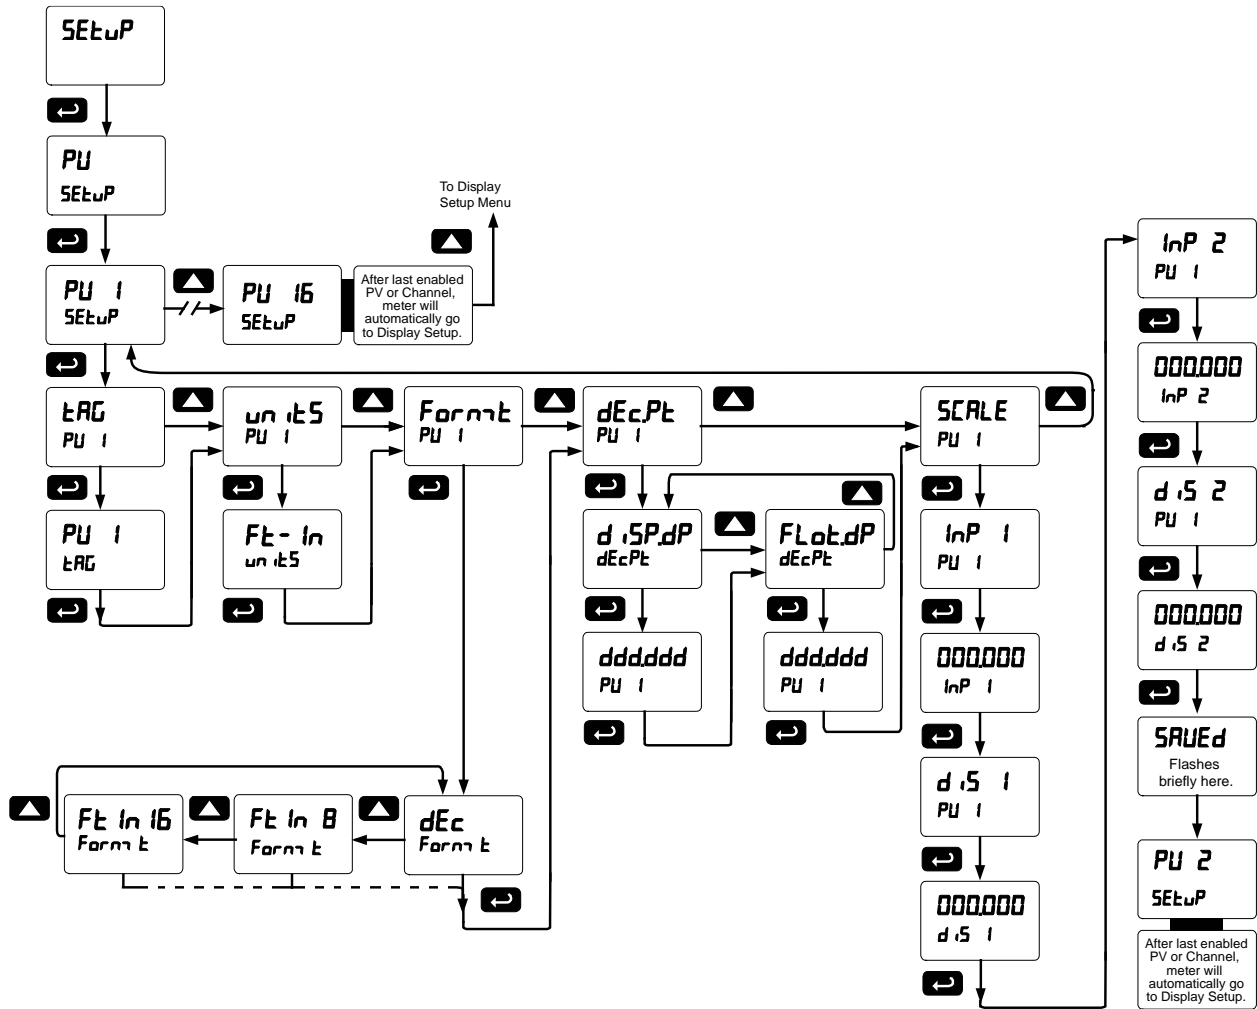 SEtuP
PU
SEtuP
To Display
Setup Menu
PU 1
SEtuP
PU 16
SEtuP
After last enabled
PV or Channel,
meter will
automatically go
to Display Setup.
tAG
PU 1
unitS
PU 1
Formt
PU 1
dEc.Pt
PU 1
SCALE
PU 1
PU 1
tAG
Ft-In
unitS
diSP.dP
dEcPt
FLot.dP
dEcPt
InP 1
PU 1
ddd.ddd
PU 1
ddd.ddd
PU 1
000.000
InP 1
Ft In 16
Formt
Ft In 8
Formt
dEc
Formt
diS 1
PU 1
000.000
diS 1
InP 2
PU 1
000.000
InP 2
diS 2
PU 1
000.000
diS 2
SAUEd
Flashes
briefly here.
PU 2
SEtuP
After last enabled
PV or Channel,
meter will
automatically go
to Display Setup.